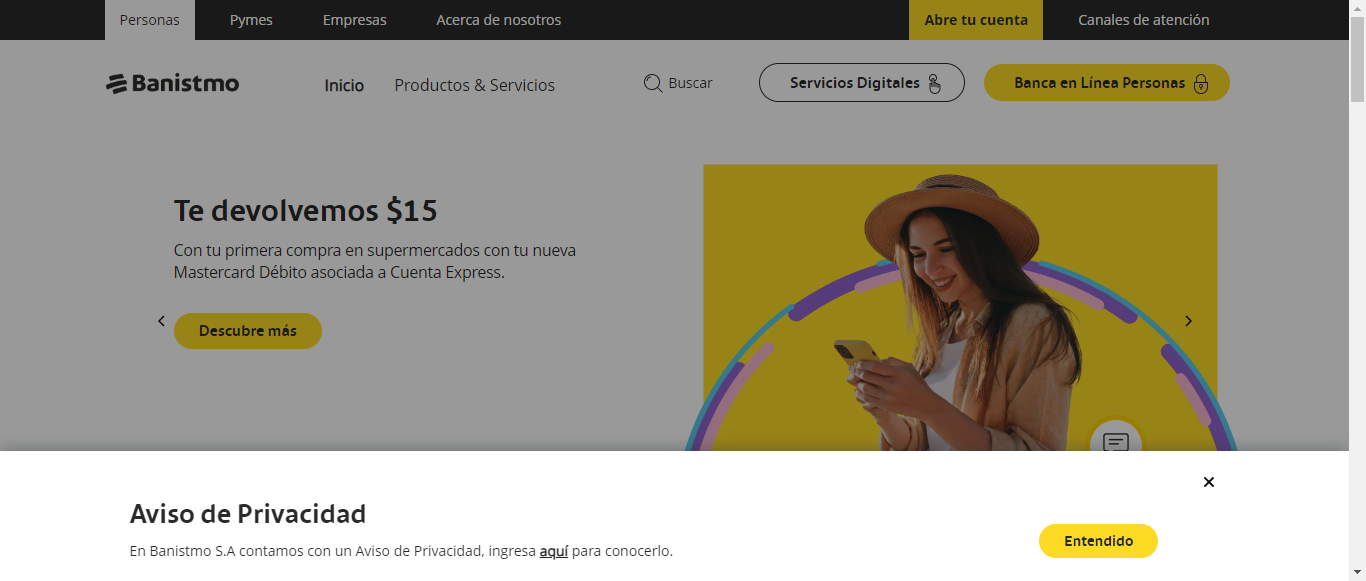 Personas
Pymes
Empresas
Acerca de nosotros
Abre tu cuenta
Canales de atención
Banistmo
Inicio
Productos & Servicios
Buscar
Servicios Digitales
Banca en Línea Personas
Te devolvemos $15
Con tu primera compra en supermercados con tu nueva
Mastercard Débito asociada a Cuenta Express.
Descubre más
Aviso de Privacidad
En Banistmo S.A contamos con un Aviso de Privacidad, ingresa aquí para conocerlo.
Entendido